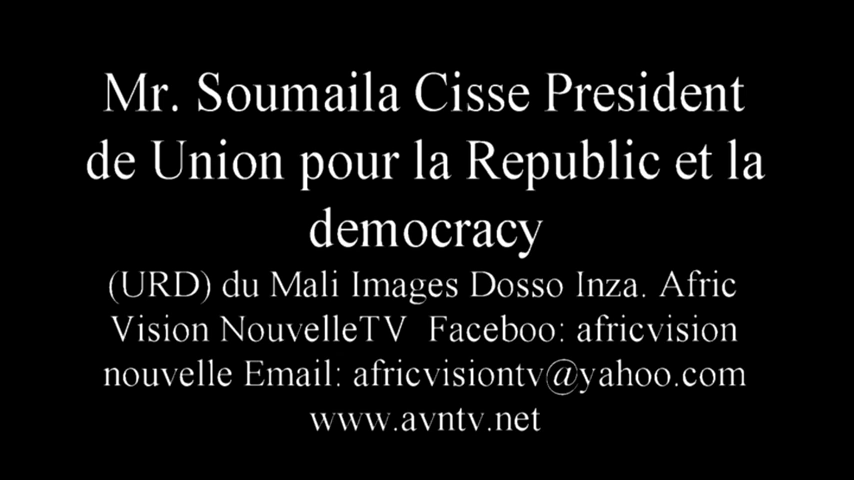 Mr. Soumaila Cisse President
de Union pour la Republic et la
democracy
(URD) du Mali Images Dosso Inza. Afric
Vision NouvelleTV Faceboo: africvision
nouvelle Email: africvisiontv@yahoo.com
www.avntv.net